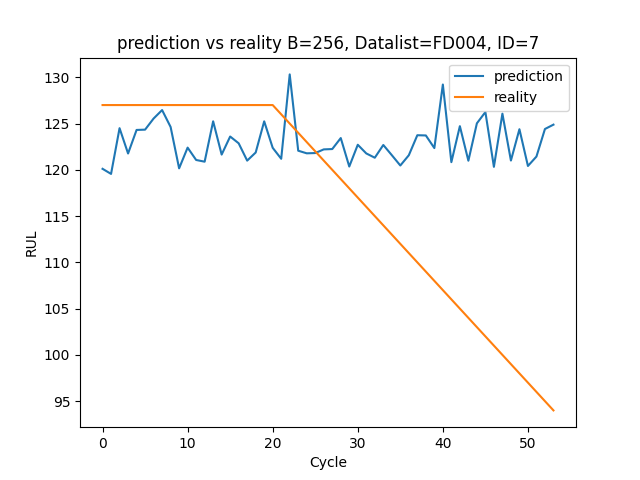 prediction vs reality B=256, Datalist=FD004, ID=7
prediction
reality
130
125
120
115
110
105
100
95
RUL
0 10 20 30 40 50
Cycle